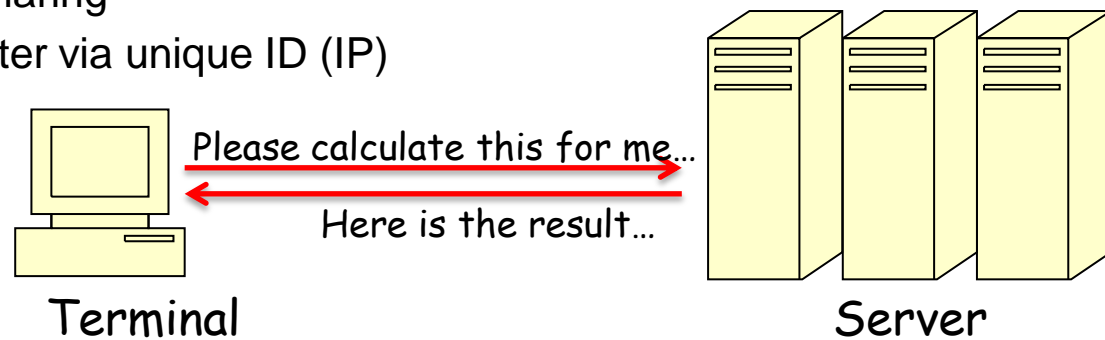 ter via unique ID (IP)
Please calculate this for me…
Here is the result…
Terminal
Server